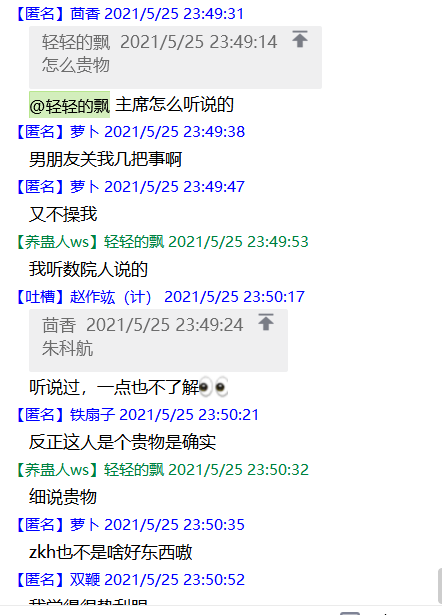 【匿名】茴香 2021/5/25 23:49:31
轻轻的飘 2021/5/25 23:49:14
怎么贵物
@轻轻的飘 主席怎么听说的
【匿名】萝卜 2021/5/25 23:49:38
男朋友关我几把事啊
【匿名】萝卜 2021/5/25 23:49:47
又不操我
【养蛊人ws】轻轻的飘 2021/5/25 23:49:53
我听数院人说的
【吐槽】赵作竑（计） 2021/5/25 23:50:17
茴香 2021/5/25 23:49:24
朱科航
听说过，一点也不了解👀
【匿名】铁扇子 2021/5/25 23:50:21
反正这人是个贵物是确实
【养蛊人ws】轻轻的飘 2021/5/25 23:50:32
细说贵物
【匿名】萝卜 2021/5/25 23:50:35
zkh也不是啥好东西嗷
【匿名】双鞭 2021/5/25 23:50:52
我觉得很势利眼